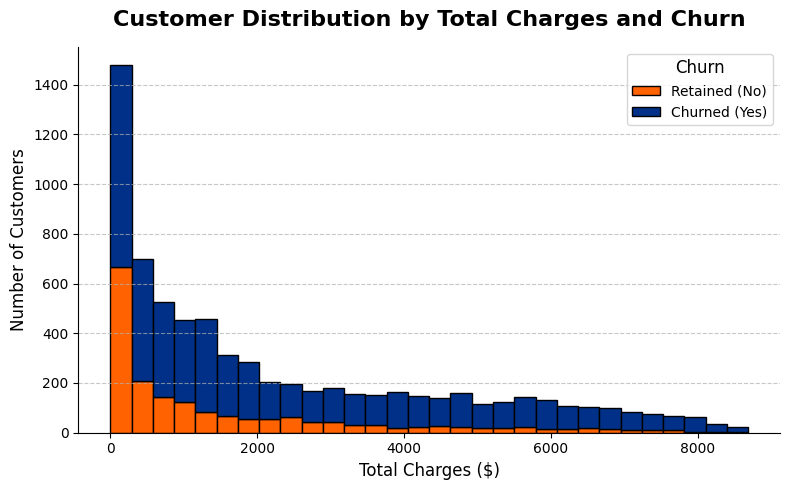 Customer Distribution by Total Charges and Churn
Churn
Retained (No)
Churned (Yes)
Number of Customers
1400
1200
1000
800
600
400
200
0
0 2000 4000 6000 8000
Total Charges ($)